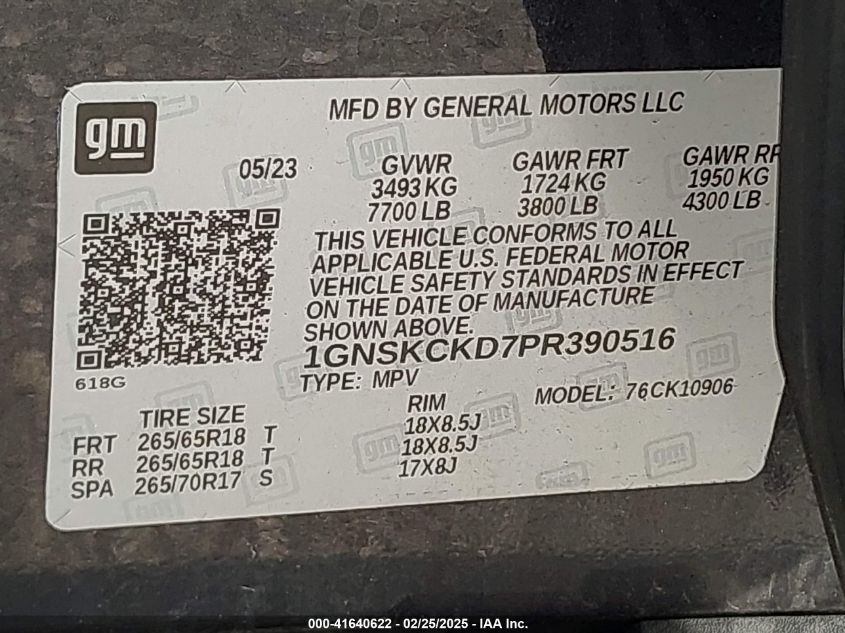 gm
MFD BY GENERAL MOTORS LLC
05/23 GVWR GAWR FRT GAWR RR
3493 KG 1724 KG 1950 KG
7700 LB 3800 LB 4300 LB
THIS VEHICLE CONFORMS TO ALL
APPLICABLE U.S. FEDERAL MOTOR
VEHICLE SAFETY STANDARDS IN EFFECT
ON THE DATE OF MANUFACTURE
SHOWN ABOVE.
1GNSKCKD7PR390516
618G
TYPE: MPV MODEL: 76CK10906
TIRE SIZE RIM
FRT 265/65R18 T 18X8.5J
RR 265/65R18 T 18X8.5J
SPA 265/70R17 S 17X8J
000-41640622 - 02/25/2025 - IAA Inc.